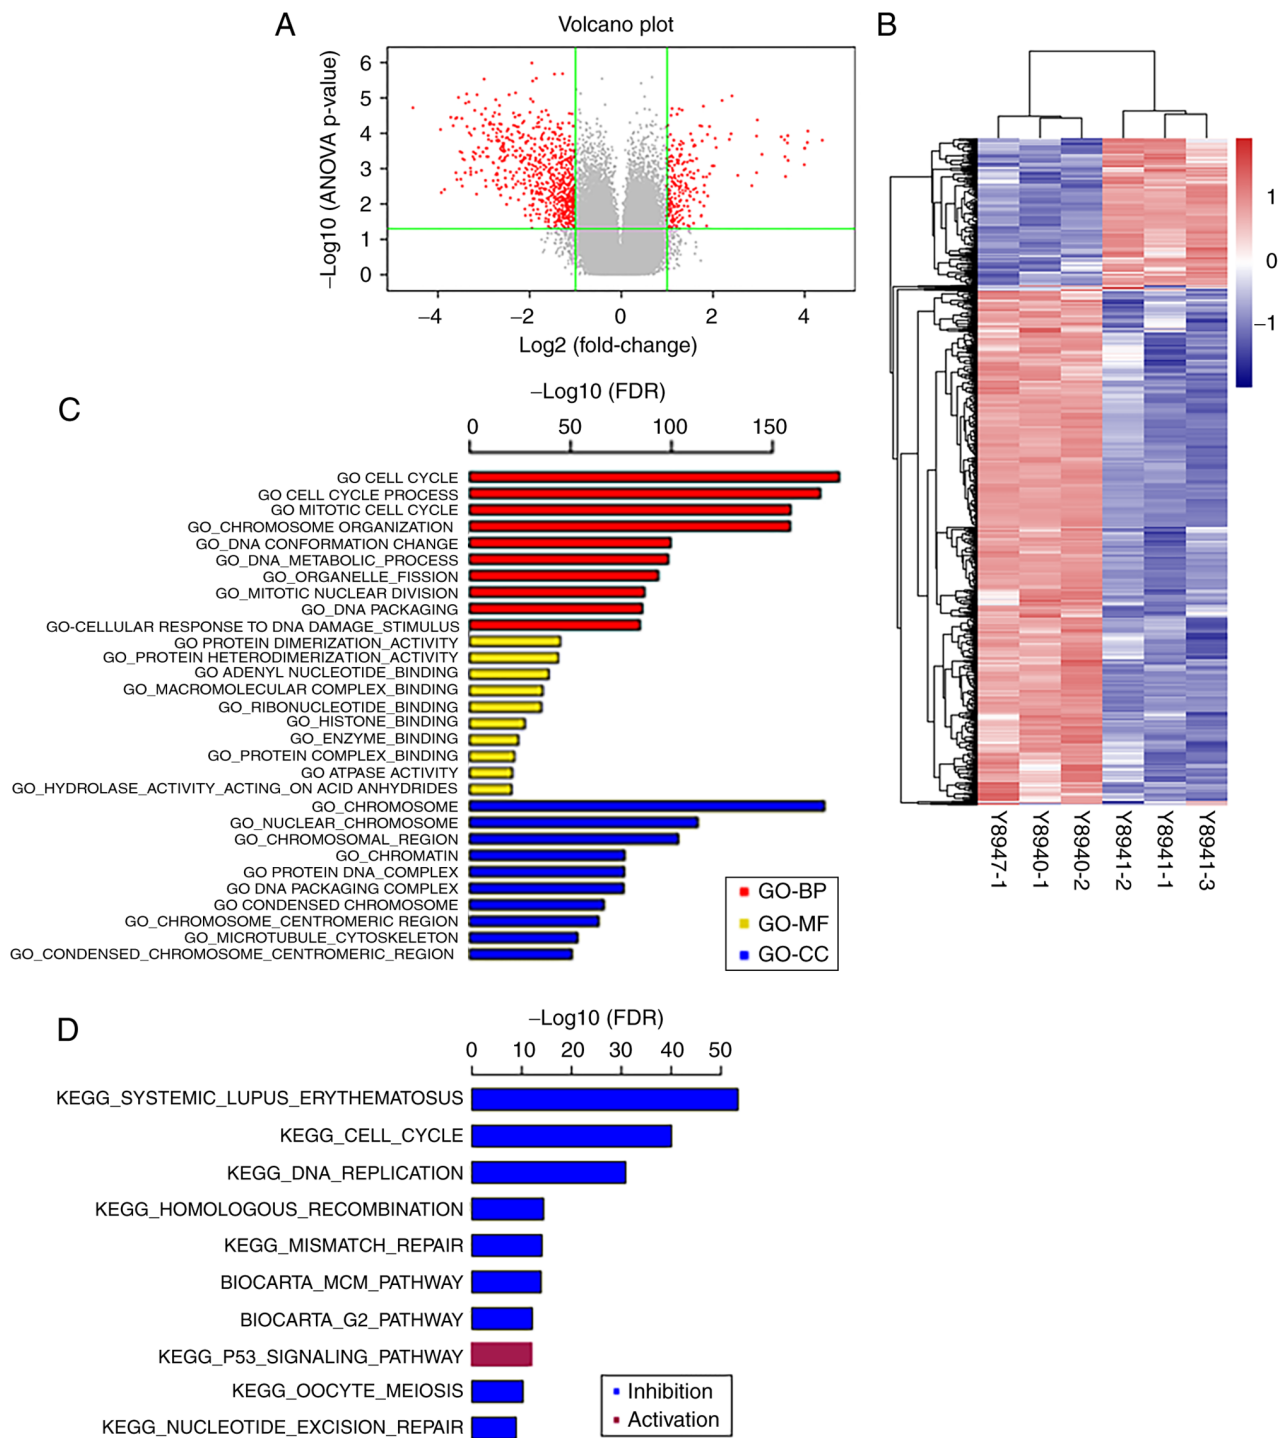 A
Volcano plot
−Log10 (ANOVA p-value)
6
5
4
3
2
1
0
−4
−2
0
2
4
Log2 (fold-change)
B
1
0
−1
Y8947-1
Y8940-1
Y8940-2
Y8941-2
Y8941-1
Y8941-3
C
−Log10 (FDR)
0 50 100 150
GO CELL CYCLE
GO CELL CYCLE PROCESS
GO MITOTIC CELL CYCLE
GO_CHROMOSOME ORGANIZATION
GO_DNA CONFORMATION CHANGE
GO_DNA_METABOLIC_PROCESS
GO_ORGANELLE_FISSION
GO_MITOTIC NUCLEAR DIVISION
GO_DNA PACKAGING
GO-CELLULAR RESPONSE TO DNA DAMAGE_STIMULUS
GO PROTEIN DIMERIZATION_ACTIVITY
GO_PROTEIN HETERODIMERIZATION_ACTIVITY
GO ADENYL NUCLEOTIDE_BINDING
GO_MACROMOLECULAR COMPLEX_BINDING
GO_RIBONUCLEOTIDE_BINDING
GO_HISTONE_BINDING
GO_ENZYME_BINDING
GO_PROTEIN COMPLEX_BINDING
GO ATPASE ACTIVITY
GO_HYDROLASE_ACTIVITY_ACTING_ON ACID ANHYDRIDES
GO_CHROMOSOME
GO_NUCLEAR_CHROMOSOME
GO_CHROMOSOMAL_REGION
GO_CHROMATIN
GO PROTEIN DNA_COMPLEX
GO DNA PACKAGING COMPLEX
GO CONDENSED CHROMOSOME
GO_CHROMOSOME_CENTROMERIC REGION
GO_MICROTUBULE_CYTOSKELETON
GO_CONDENSED_CHROMOSOME_CENTROMERIC_REGION
GO-BP
GO-MF
GO-CC
D
−Log10 (FDR)
0 10 20 30 40 50
KEGG_SYSTEMIC_LUPUS_ERYTHEMATOSUS
KEGG_CELL_CYCLE
KEGG_DNA_REPLICATION
KEGG_HOMOLOGOUS_RECOMBINATION
KEGG_MISMATCH_REPAIR
BIOCARTA_MCM_PATHWAY
BIOCARTA_G2_PATHWAY
KEGG_P53_SIGNALING_PATHWAY
KEGG_OOCYTE_MEIOSIS
KEGG_NUCLEOTIDE_EXCISION_REPAIR
Inhibition
Activation